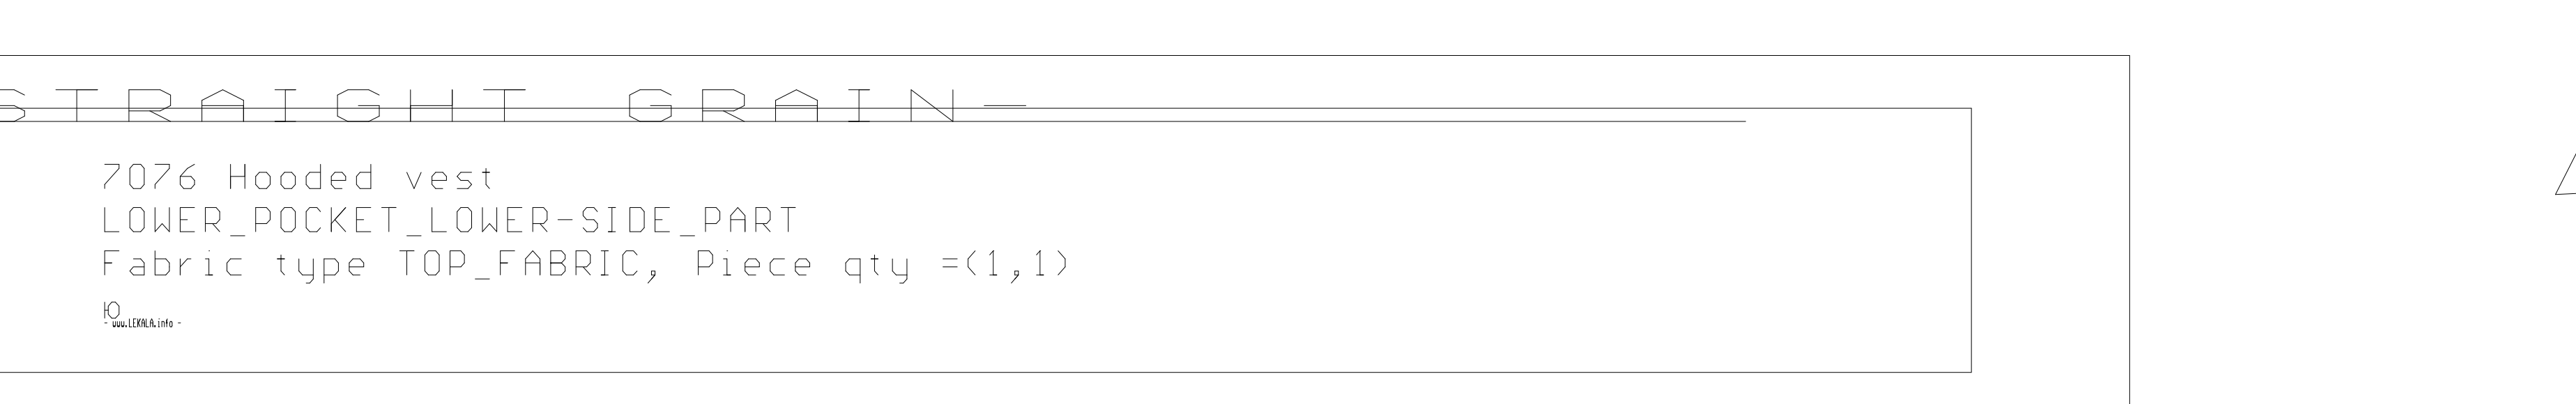 STRAIGHT GRAIN-
7076 Hooded vest
LOWER_POCKET_LOWER-SIDE_PART
Fabric type TOP_FABRIC, Piece qty =(1,1)
Ю
- www.LEKALA.info -